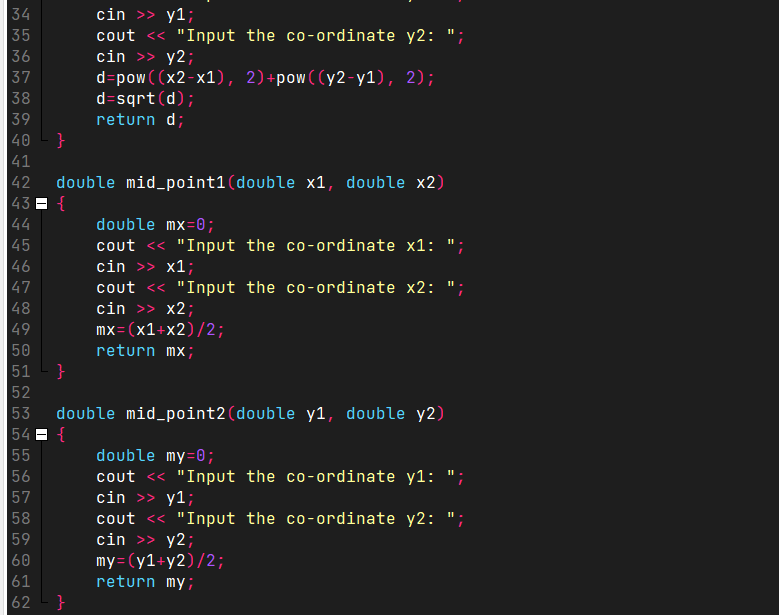 34 cin >> y1;
35 cout << "Input the co-ordinate y2: ";
36 cin >> y2;
37 d=pow((x2-x1), 2)+pow((y2-y1), 2);
38 d=sqrt(d);
39 return d;
40 }
41
42 double mid_point1(double x1, double x2)
43 {
44 double mx=0;
45 cout << "Input the co-ordinate x1: ";
46 cin >> x1;
47 cout << "Input the co-ordinate x2: ";
48 cin >> x2;
49 mx=(x1+x2)/2;
50 return mx;
51 }
52
53 double mid_point2(double y1, double y2)
54 {
55 double my=0;
56 cout << "Input the co-ordinate y1: ";
57 cin >> y1;
58 cout << "Input the co-ordinate y2: ";
59 cin >> y2;
60 my=(y1+y2)/2;
61 return my;
62 }